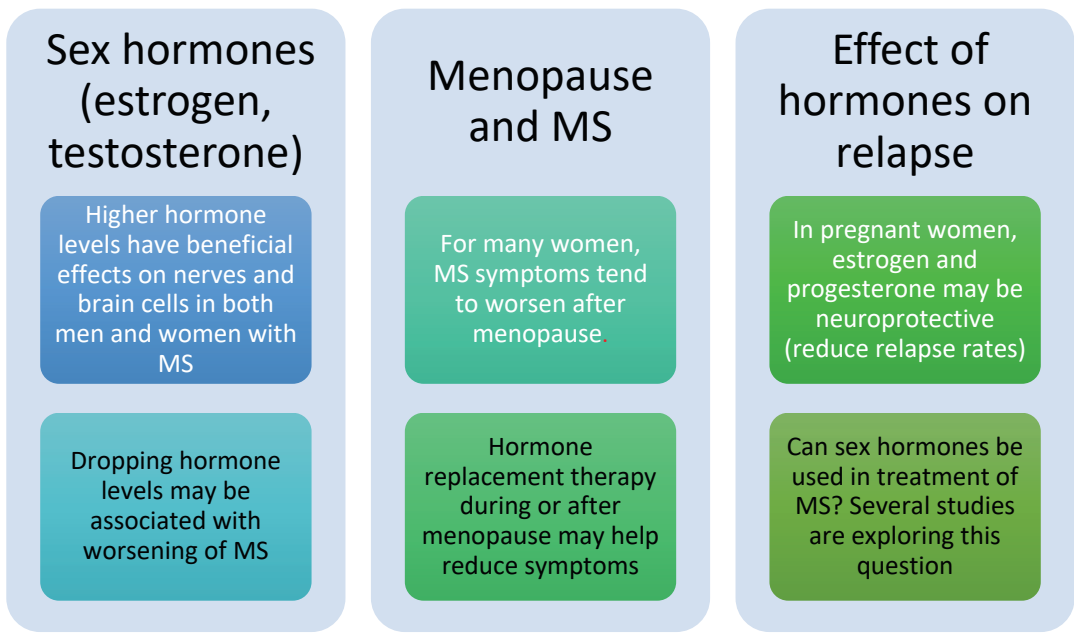 Sex hormones
(estrogen,
testosterone)
Higher hormone
levels have beneficial
effects on nerves and
brain cells in both
men and women with
MS
Dropping hormone
levels may be
associated with
worsening of MS
Menopause
and MS
For many women,
MS symptoms tend
to worsen after
menopause.
Hormone
replacement therapy
during or after
menopause may help
reduce symptoms
Effect of
hormones on
relapse
In pregnant women,
estrogen and
progesterone may be
neuroprotective
(reduce relapse rates)
Can sex hormones be
used in treatment of
MS? Several studies
are exploring this
question